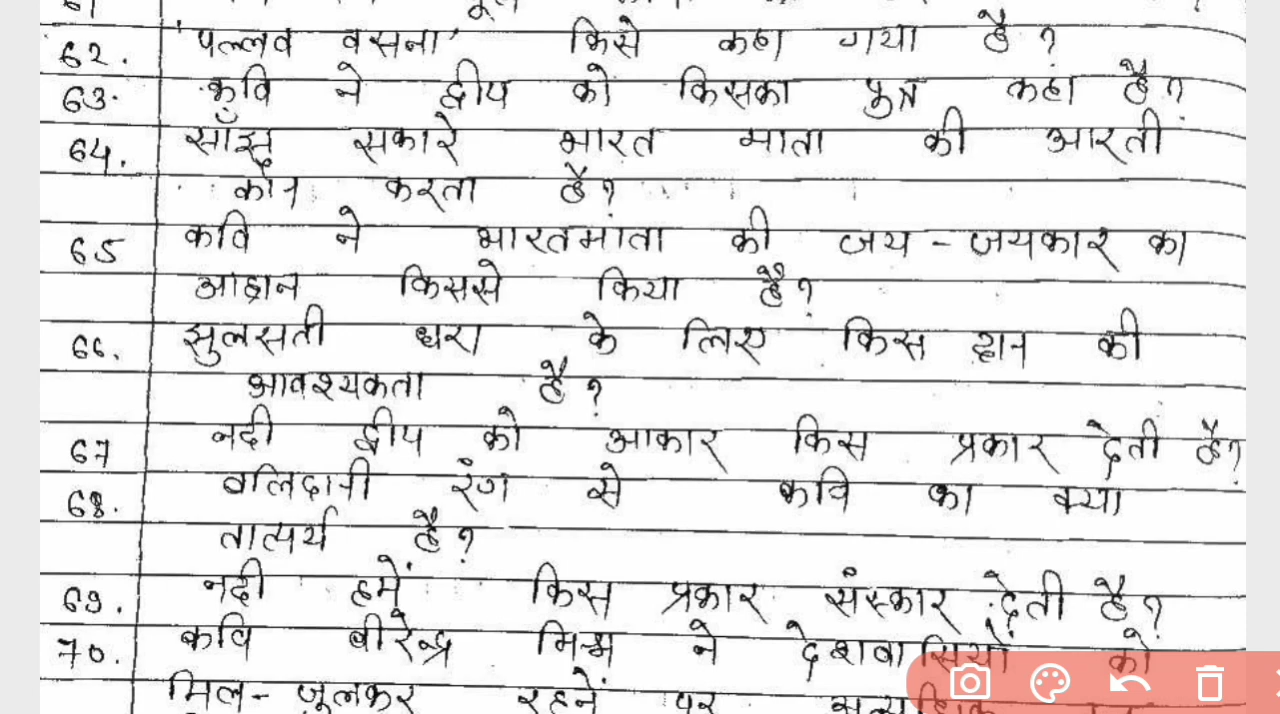 62. 'पल्लव वसना' किसे कहा गया है ?
63. कवि ने द्वीप को किसका पुत्र कहा है ?
64. साँझ सकारे भारत माता की आरती
कौन करता है ?
65 कवि ने भारतमाता की जय - जयकार का
आह्वान किससे किया है ?
66. झुलसती धरा के लिए किस दान की
आवश्यकता है ?
67 नदी द्वीप को आकार किस प्रकार देती है ?
68. बलिदानी रंग से कवि का क्या
तात्पर्य है ?
69. नदी हमें किस प्रकार संस्कार देती है ?
70. कवि वीरेन्द्र मिश्र ने देशवासियों को
मिल - जुलकर रहने पर